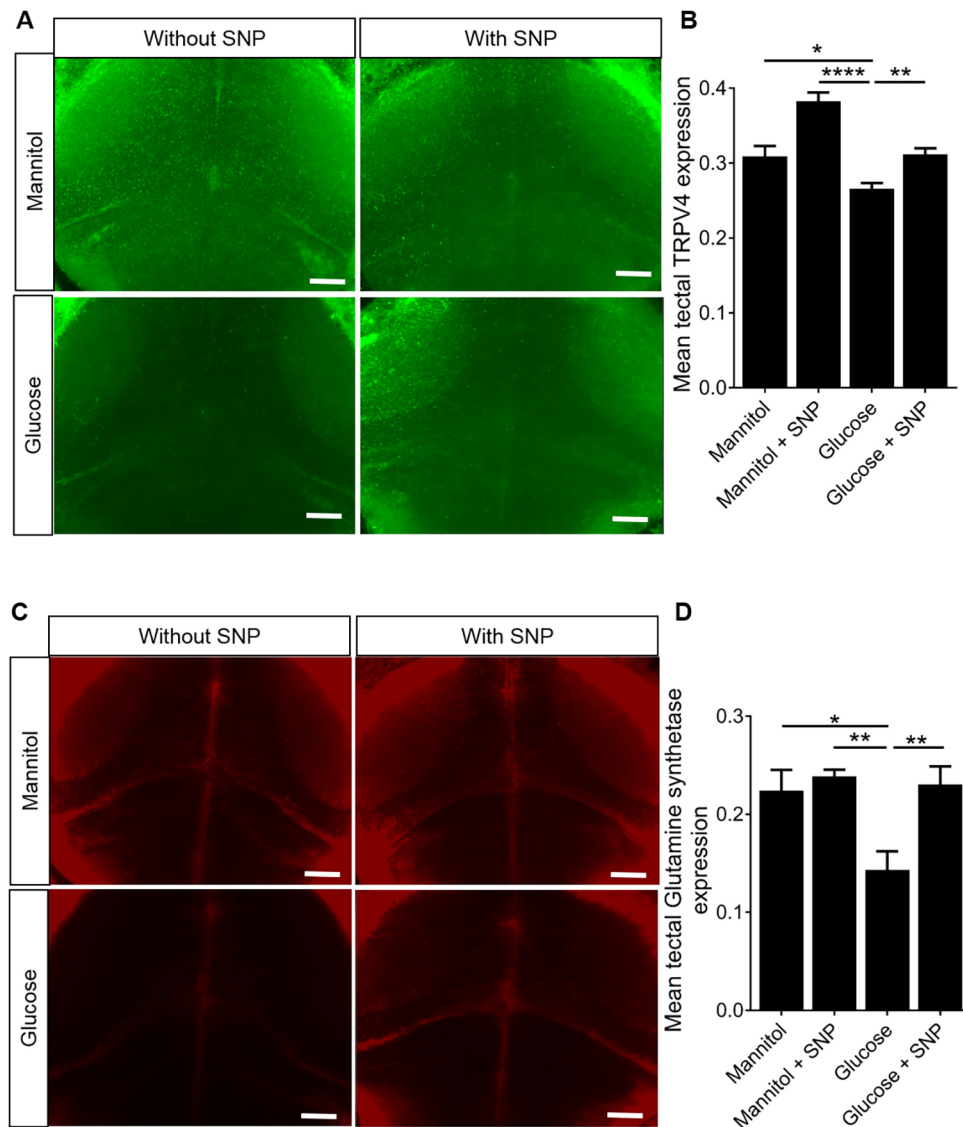 A
Without SNP
With SNP
Mannitol
Glucose
B
Mean tectal TRPV4 expression
*
**** **
0.4
0.3
0.2
0.1
0.0
Mannitol
Mannitol + SNP
Glucose
Glucose + SNP
C
Without SNP
With SNP
Mannitol
Glucose
D
Mean tectal Glutamine synthetase
expression
*
** **
0.3
0.2
0.1
0.0
Mannitol
Mannitol + SNP
Glucose
Glucose + SNP